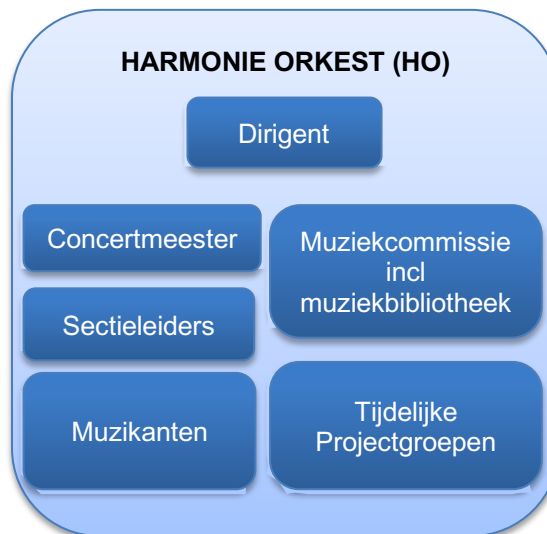 HARMONIE ORKEST (HO)
Dirigent
Concertmeester
Sectieleiders
Muzikanten
Muziekcommissie
incl
muziekbibliotheek
Tijdelijke
Projectgroepen